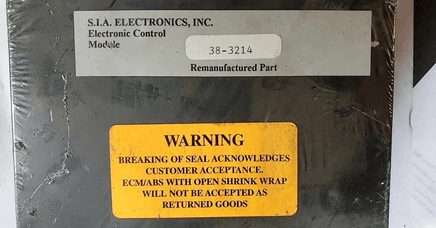 S.I.A. ELECTRONICS, INC.
Electronic Control
Module
38-3214
Remanufactured Part
WARNING
BREAKING OF SEAL ACKNOWLEDGES
CUSTOMER ACCEPTANCE.
ECM/ABS WITH OPEN SHRINK WRAP
WILL NOT BE ACCEPTED AS
RETURNED GOODS